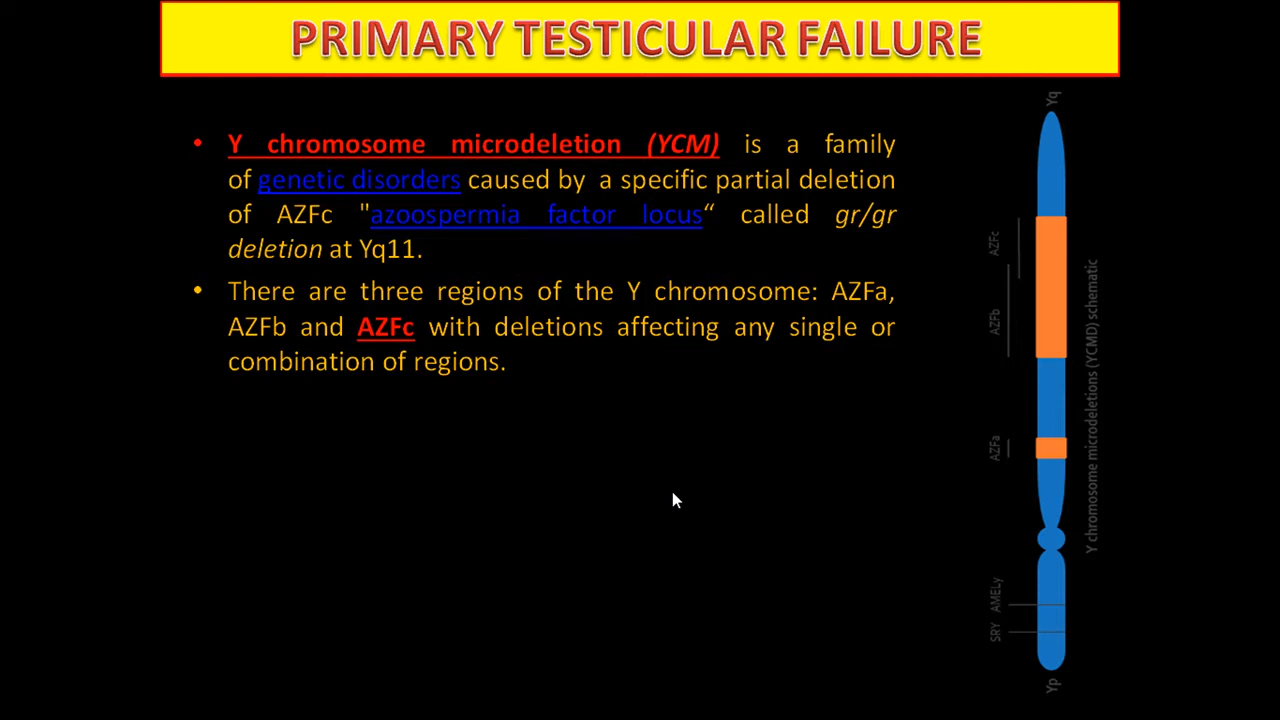 PRIMARY TESTICULAR FAILURE
• Y chromosome microdeletion (YCM) is a family
of genetic disorders caused by a specific partial deletion
of AZFc "azoospermia factor locus“ called gr/gr
deletion at Yq11.
• There are three regions of the Y chromosome: AZFa,
AZFb and AZFc with deletions affecting any single or
combination of regions.
Yq
AZFc
AZFb
AZFa
AMELy
SRY
Yp
Y chromosome microdeletions (YCMD) schematic